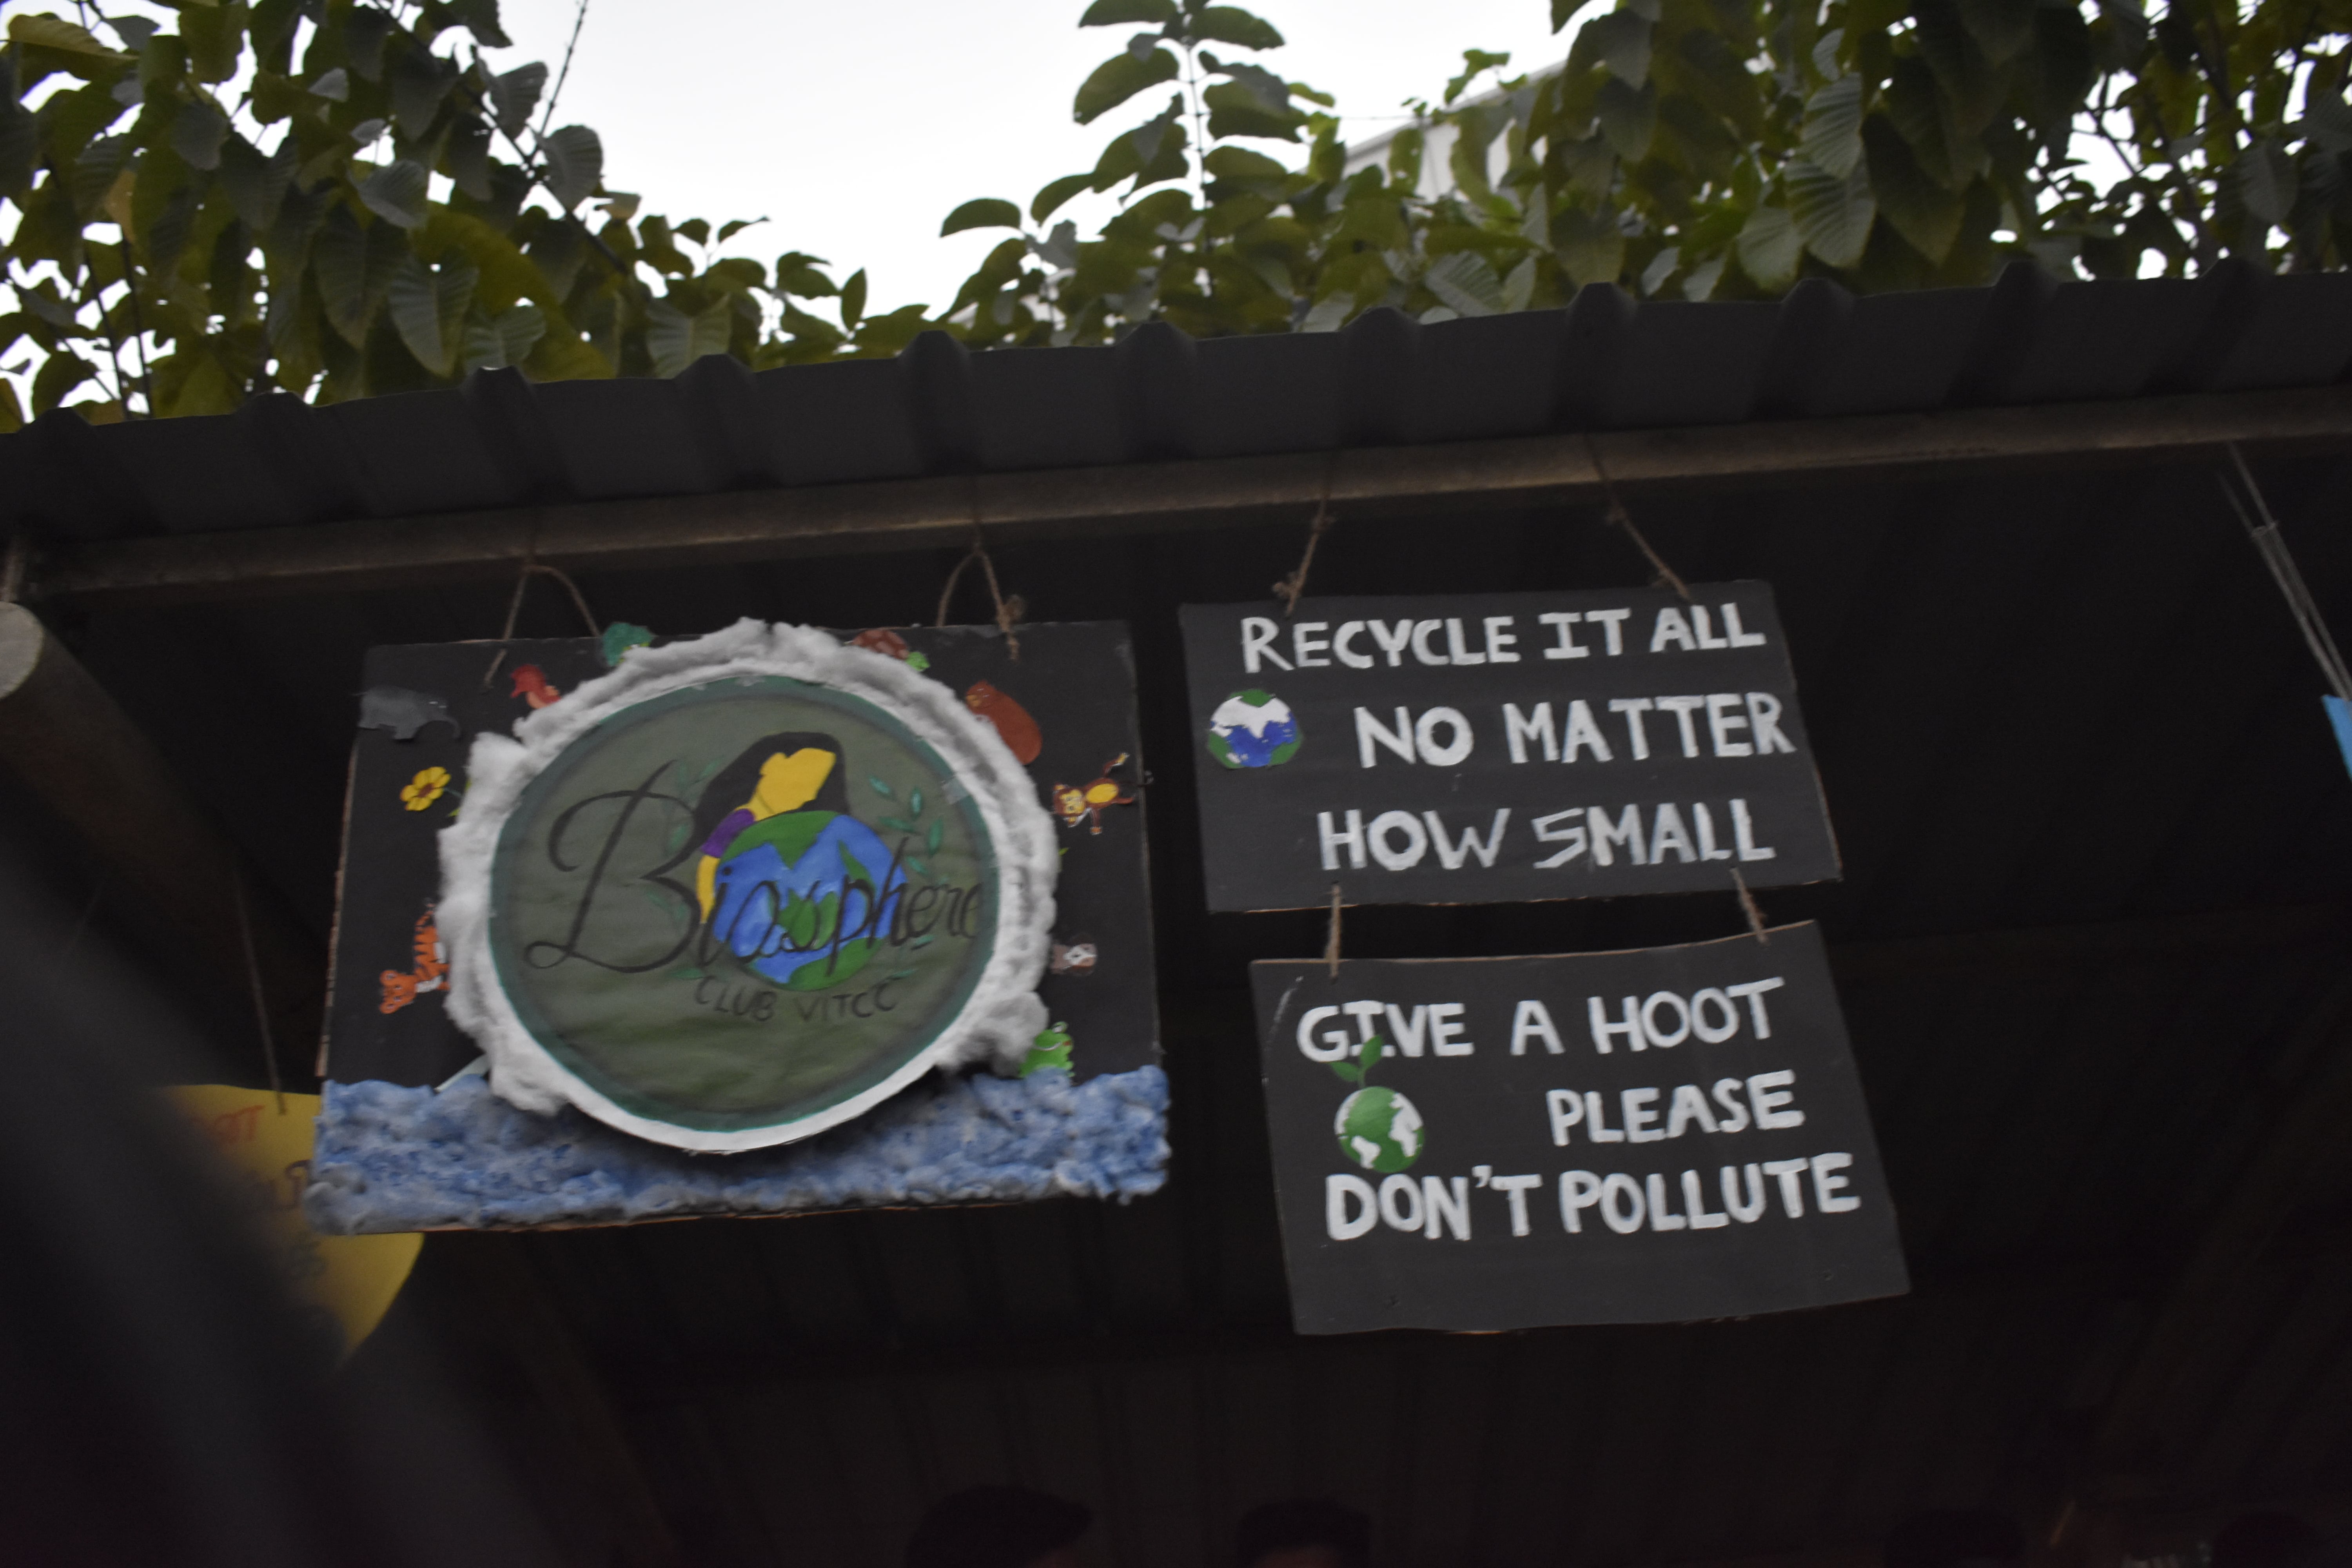 Biosphere
CLUB VITCC
RECYCLE IT ALL
NO MATTER
HOW SMALL
GIVE A HOOT
PLEASE
DON'T POLLUTE